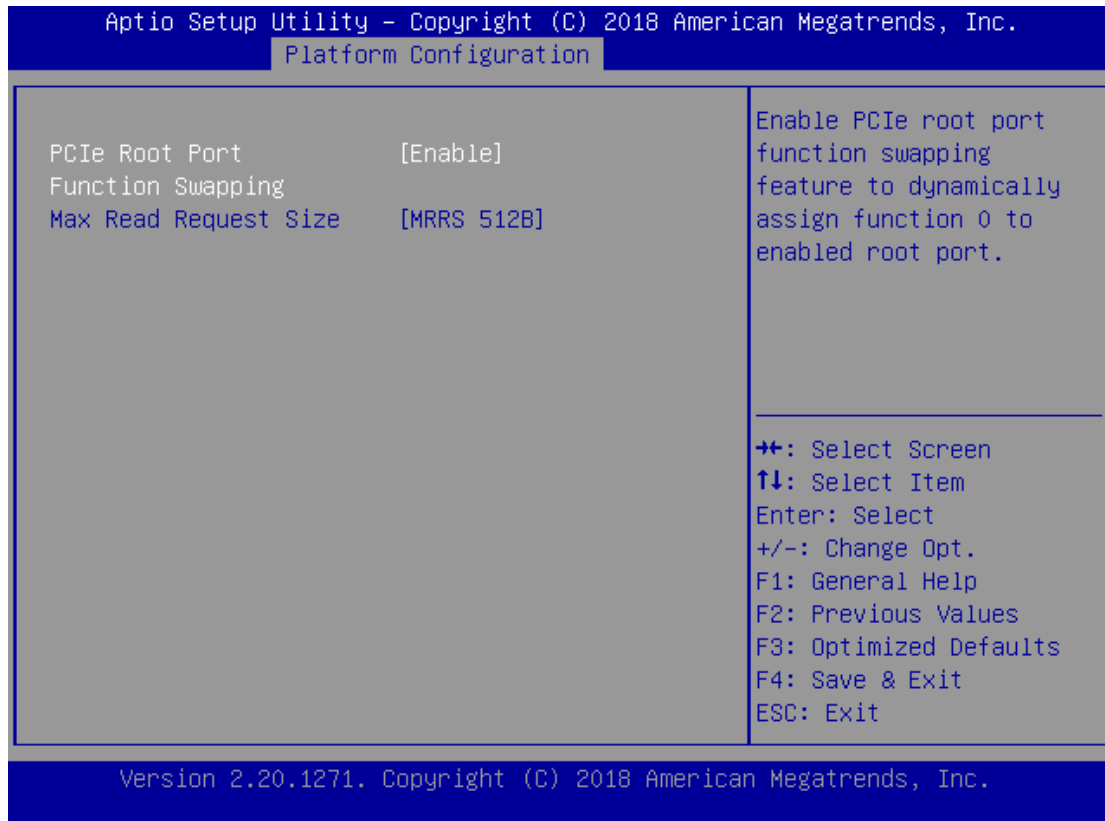 Aptio Setup Utility – Copyright (C) 2018 American Megatrends, Inc.
Platform Configuration
PCIe Root Port [Enable]
Function Swapping
Max Read Request Size [MRRS 512B]
Enable PCIe root port
function swapping
feature to dynamically
assign function 0 to
enabled root port.
→←: Select Screen
↑↓: Select Item
Enter: Select
+/-: Change Opt.
F1: General Help
F2: Previous Values
F3: Optimized Defaults
F4: Save & Exit
ESC: Exit
Version 2.20.1271. Copyright (C) 2018 American Megatrends, Inc.